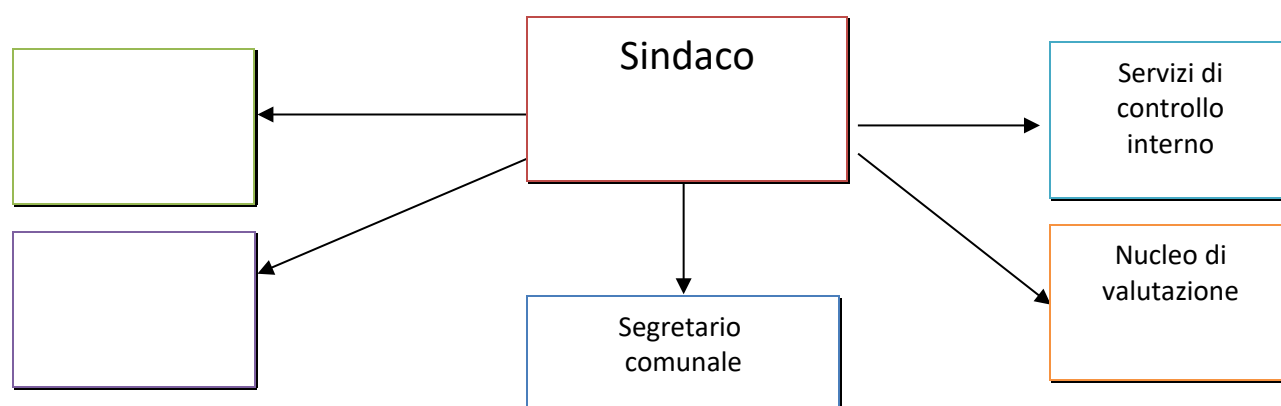 Sindaco
Servizi di
controllo
interno
Nucleo di
valutazione
Segretario
comunale